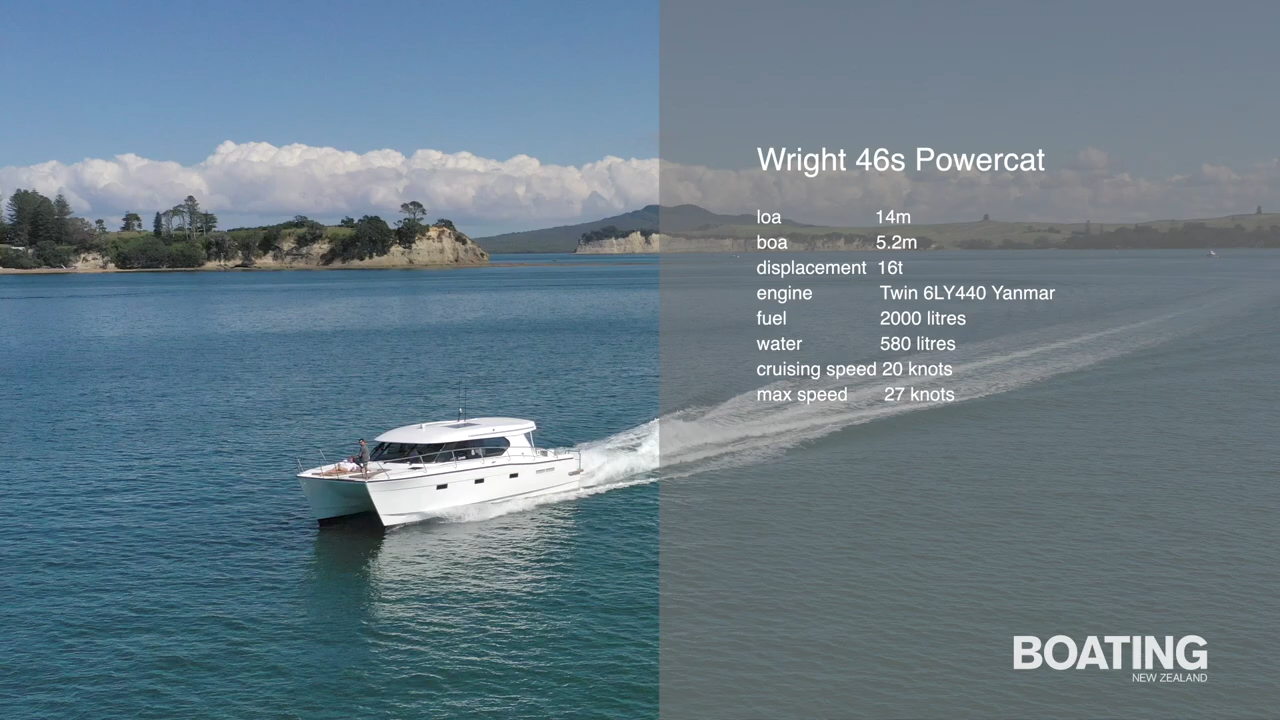 Wright 46s Powercat
loa 14m
boa 5.2m
displacement 16t
engine Twin 6LY440 Yanmar
fuel 2000 litres
water 580 litres
cruising speed 20 knots
max speed 27 knots
BOATING
NEW ZEALAND